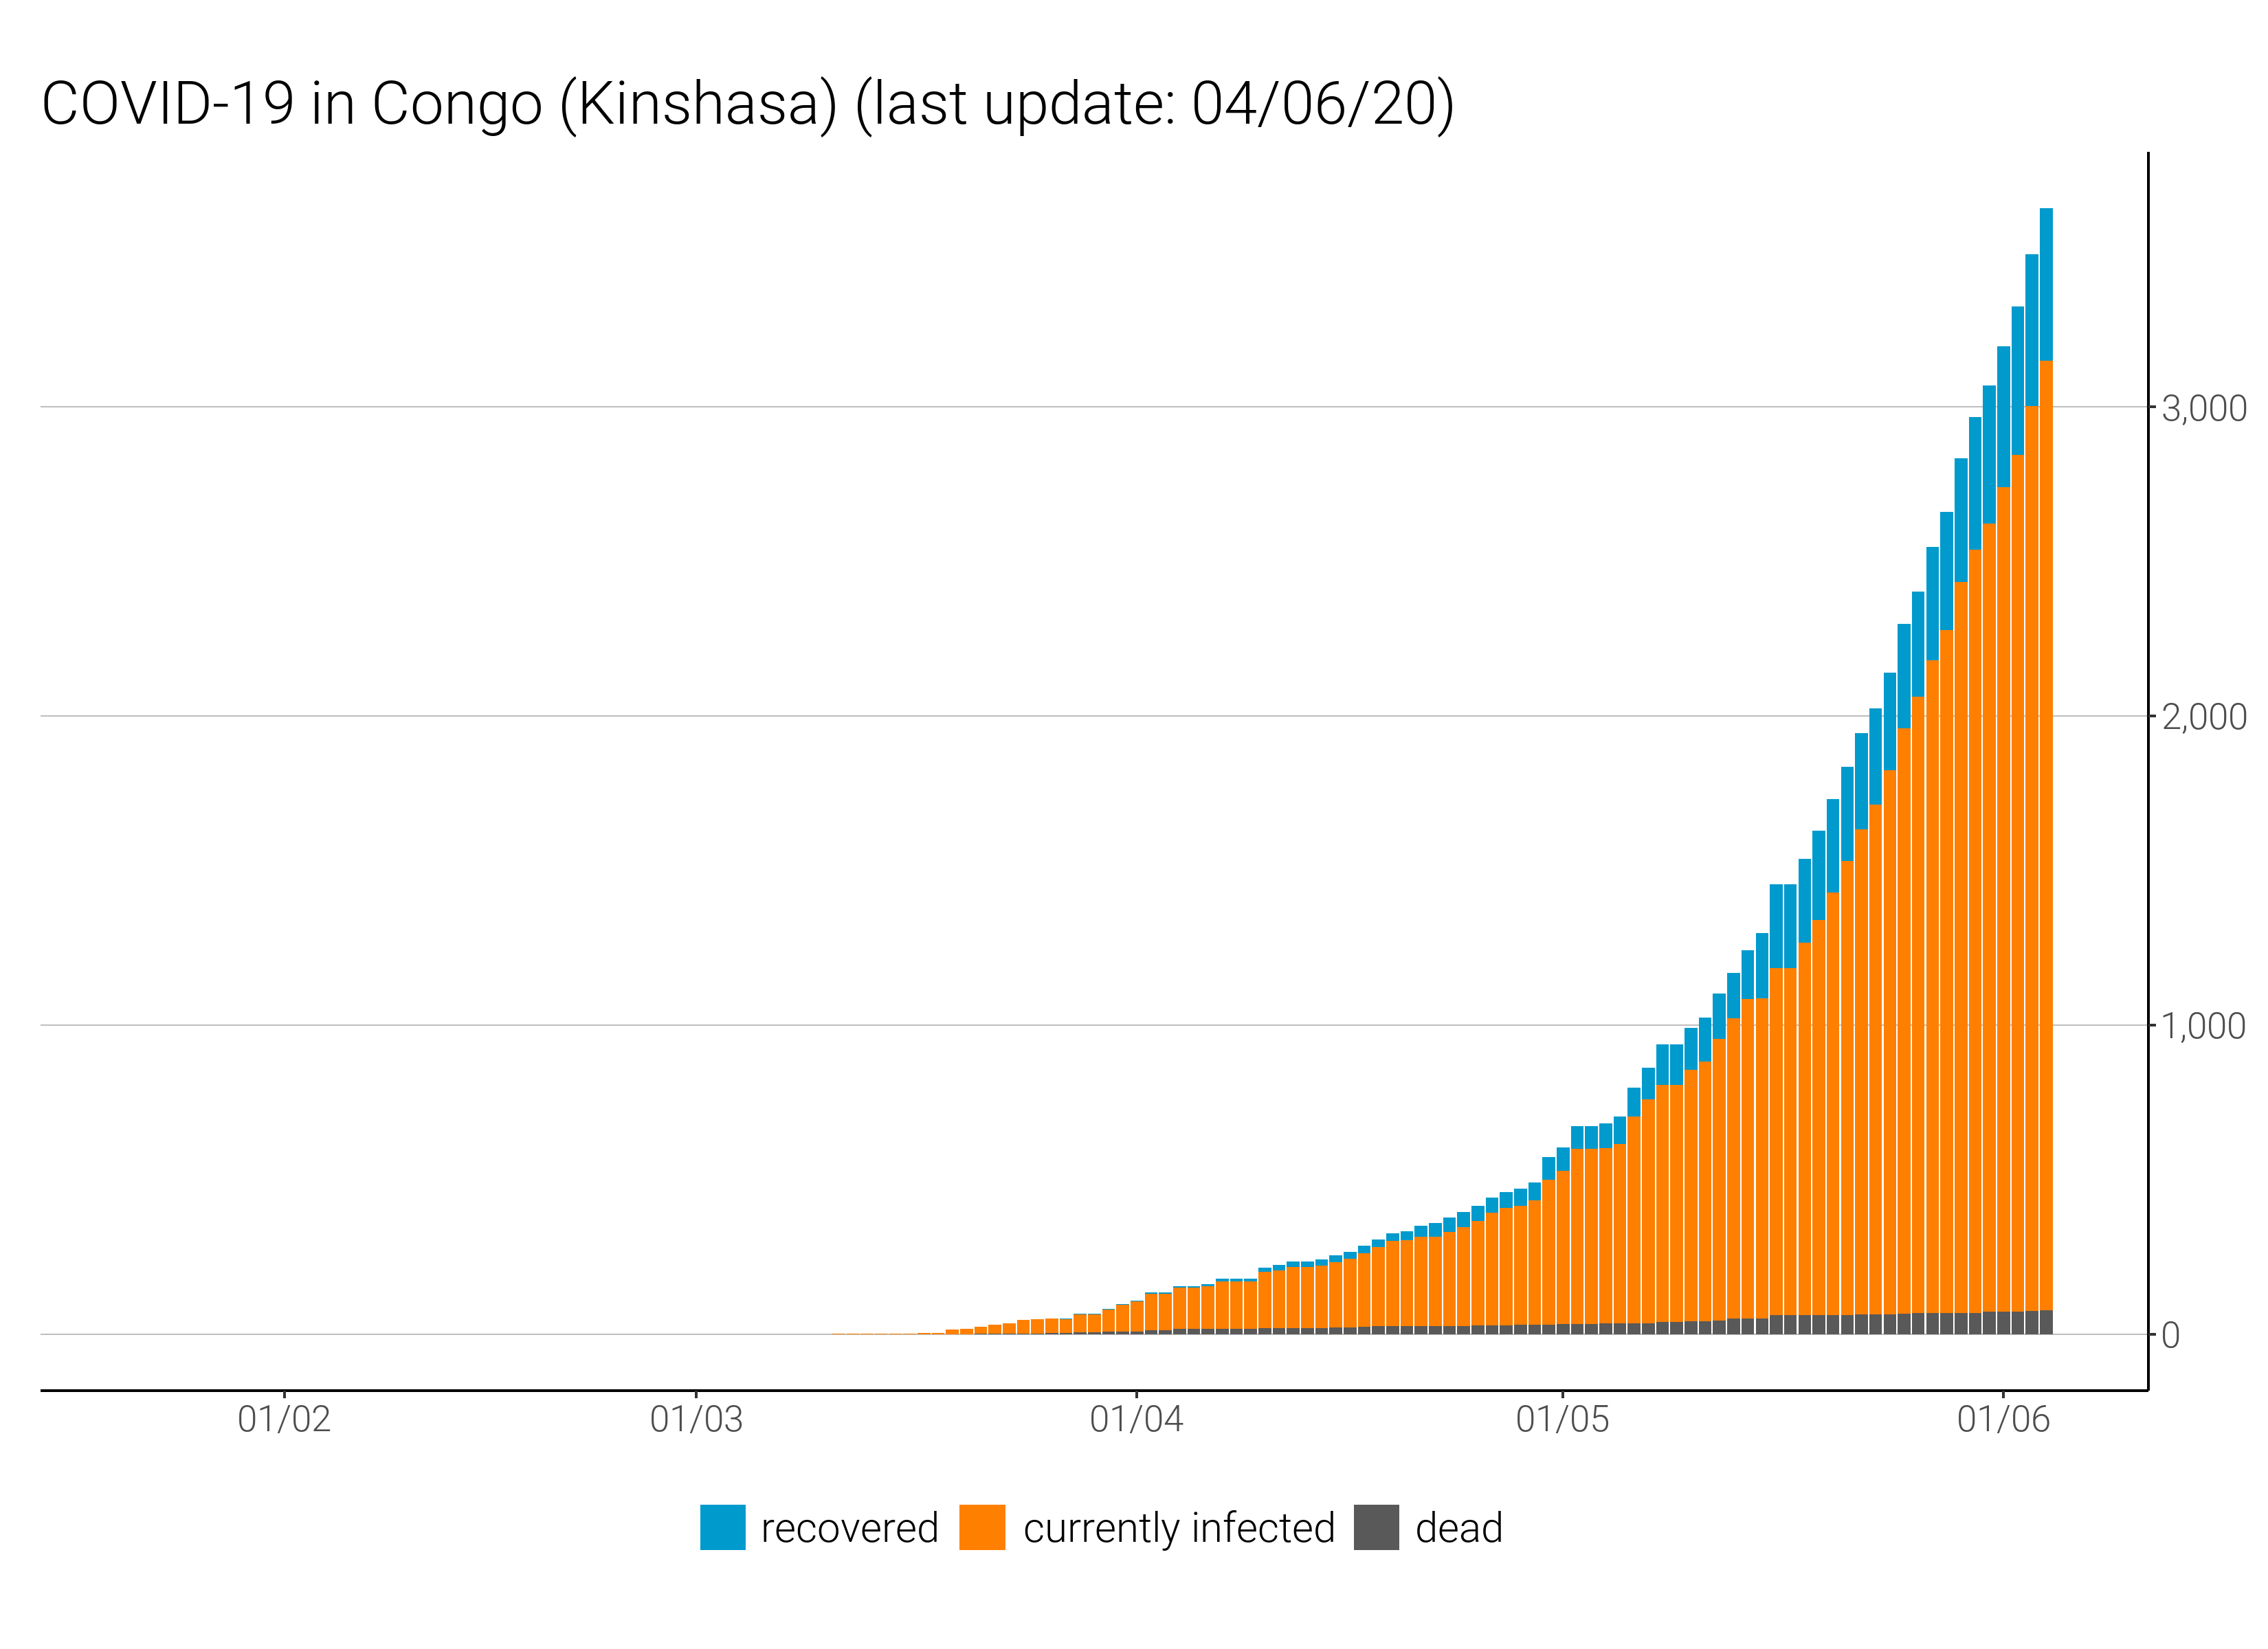 COVID-19 in Congo (Kinshasa) (last update: 04/06/20)
3,000
2,000
1,000
0
01/02 01/03 01/04 01/05 01/06
recovered currently infected dead